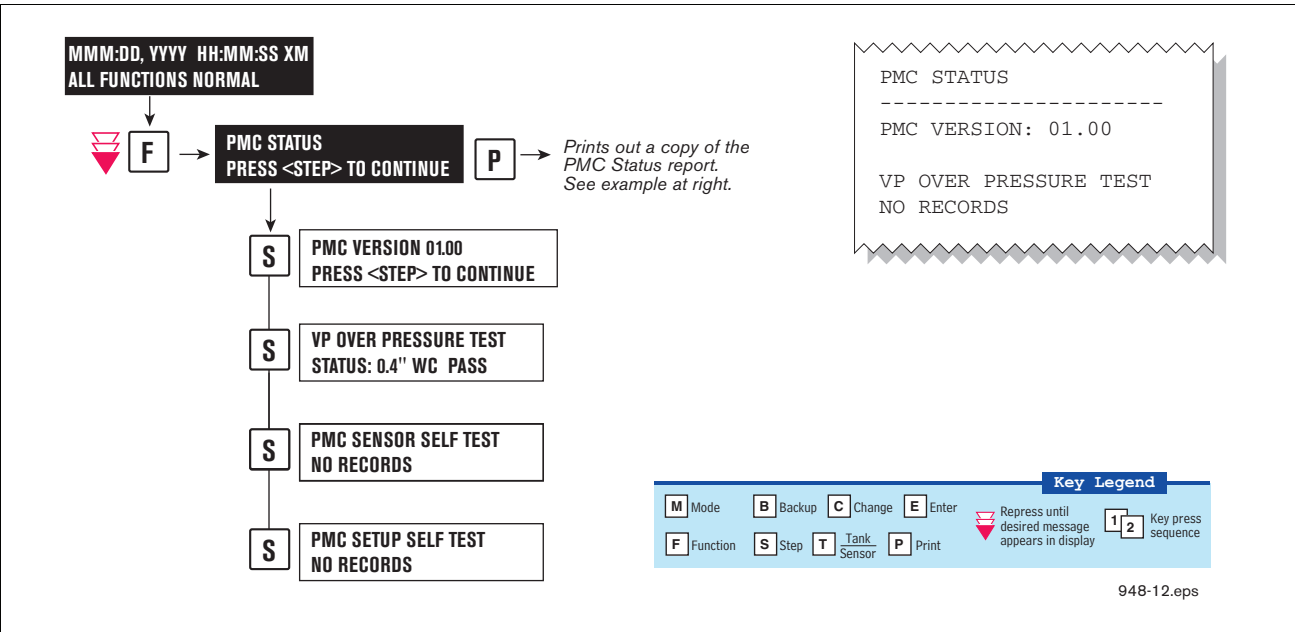 MMM:DD, YYYY HH:MM:SS XM
ALL FUNCTIONS NORMAL
F
PMC STATUS
PRESS <STEP> TO CONTINUE
P
Prints out a copy of the
PMC Status report.
See example at right.
S
PMC VERSION 01.00
PRESS <STEP> TO CONTINUE
S
VP OVER PRESSURE TEST
STATUS: 0.4" WC PASS
S
PMC SENSOR SELF TEST
NO RECORDS
S
PMC SETUP SELF TEST
NO RECORDS
PMC STATUS
----------------------
PMC VERSION: 01.00
VP OVER PRESSURE TEST
NO RECORDS
Key Legend
M Mode
B Backup
C Change
E Enter
F Function
S Step
T Tank
Sensor
P Print
Repress until
desired message
appears in display
1 2
Key press
sequence
948-12.eps